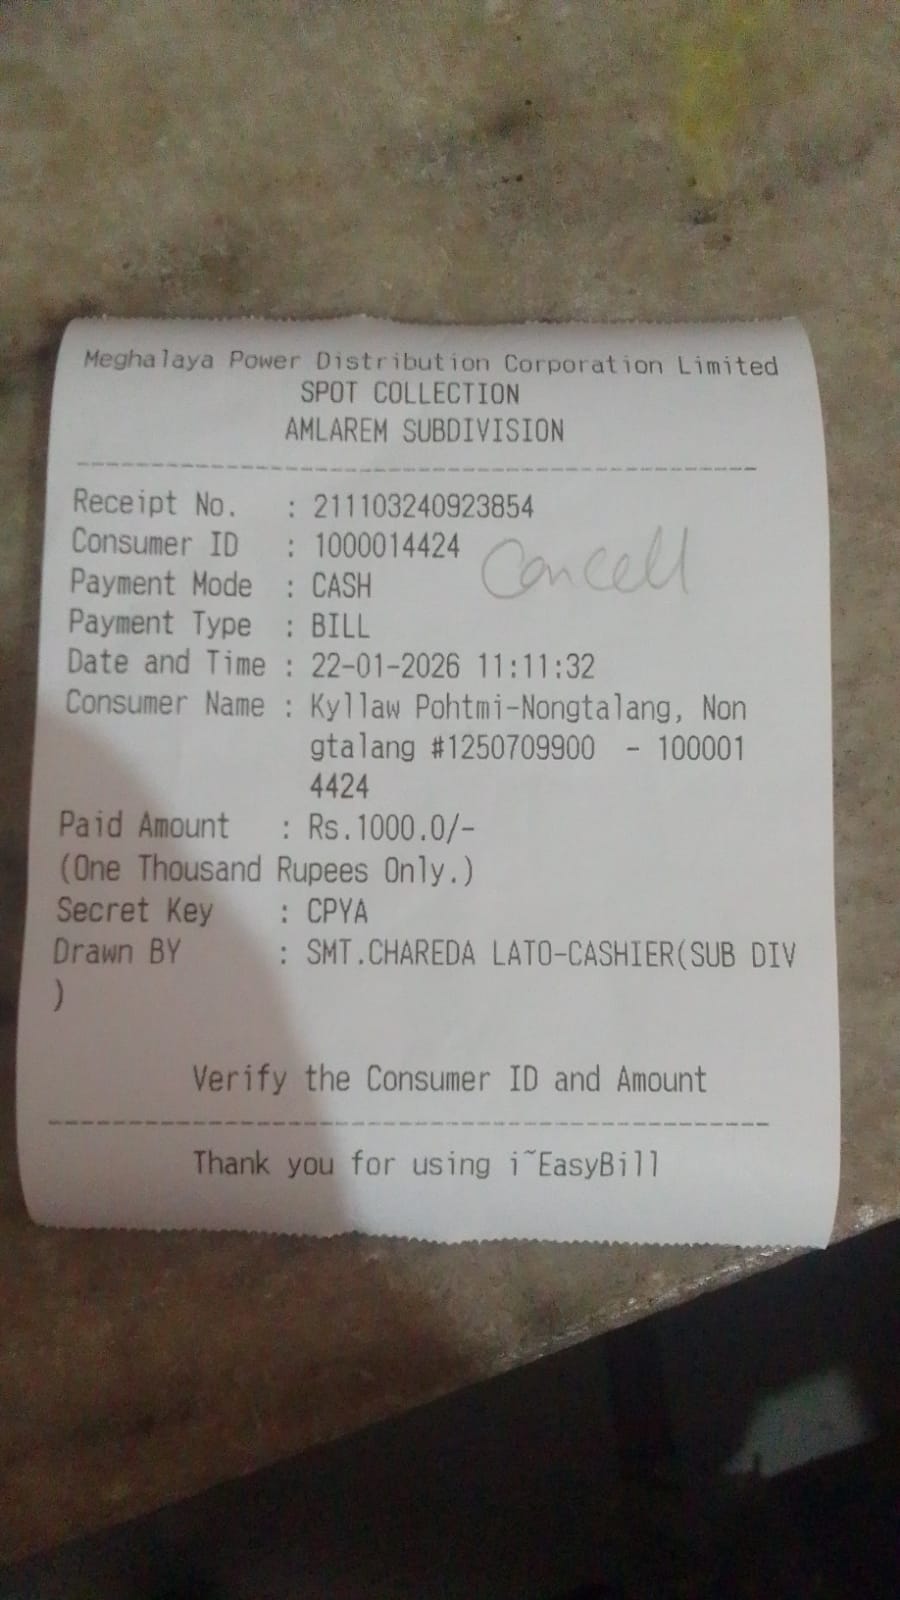 Meghalaya Power Distribution Corporation Limited
SPOT COLLECTION
AMLAREM SUBDIVISION
------------------------------------------------
Receipt No. : 211103240923854
Consumer ID : 1000014424
Cancell
Payment Mode : CASH
Payment Type : BILL
Date and Time : 22-01-2026 11:11:32
Consumer Name : Kyllaw Pohtmi-Nongtalang, Non
gtalang #1250709900 - 100001
4424
Paid Amount : Rs.1000.0/-
(One Thousand Rupees Only.)
Secret Key : CPYA
Drawn BY : SMT.CHAREDA LATO-CASHIER(SUB DIV
)
Verify the Consumer ID and Amount
------------------------------------------------
Thank you for using i~EasyBill